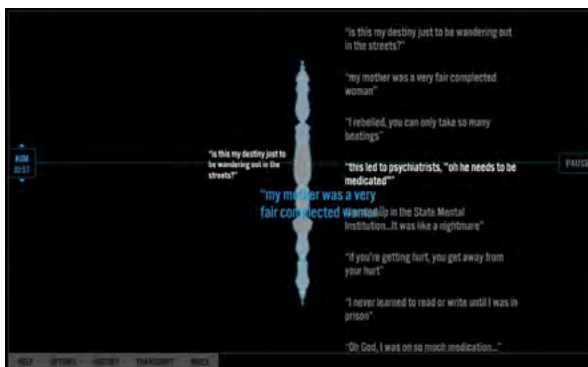 "is this my destiny just to be wandering out
in the streets?"
"my mother was a very fair complected
woman"
"I rebelled, you can only take so many
beatings"
"this led to psychiatrists, "oh he needs to be
medicated""
up in the State Mental
Institution...It was like a nightmare"
"if you're getting hurt, you get away from
your hurt"
"I never learned to read or write until I was in
prison"
"Oh God, I was on so much medication..."
"is this my destiny just to
be wandering out in the
streets?"
"my mother was a very
fair complected woman"
KIM
PAUSE
HELP OPTIONS HISTORY TRANSCRIPT